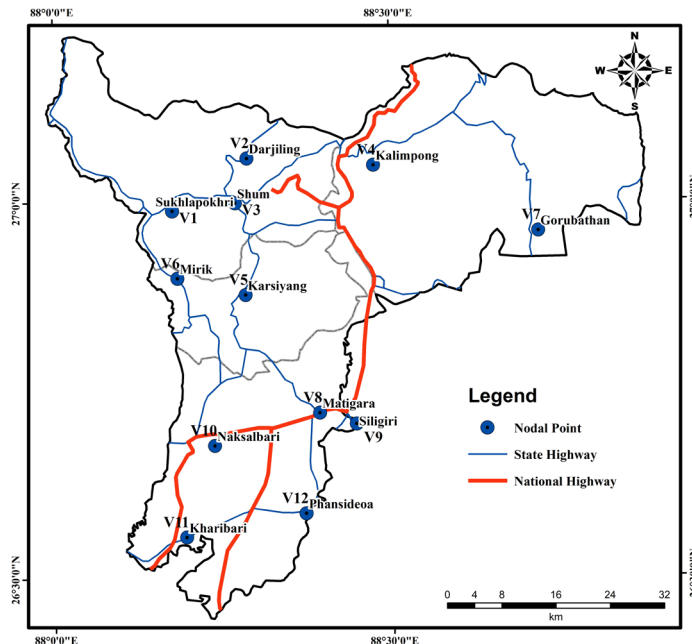 88°0'0"E
88°30'0"E
N
W
E
S
V2
Darjiling
V4
Kalimpong
27°0'0"N
Sukhlapokhri
Shum
V1
V3
V7
Gorubathan
V6
Mirik
V5
Karsiyang
Legend
V8
Matigara
Siligiri
V9
Nodal Point
V10
Naksalbari
State Highway
National Highway
V12
Phansideoa
V11
Kharibari
26°30'0"N
0 4 8 16 24 32
km
88°0'0"E
88°30'0"E